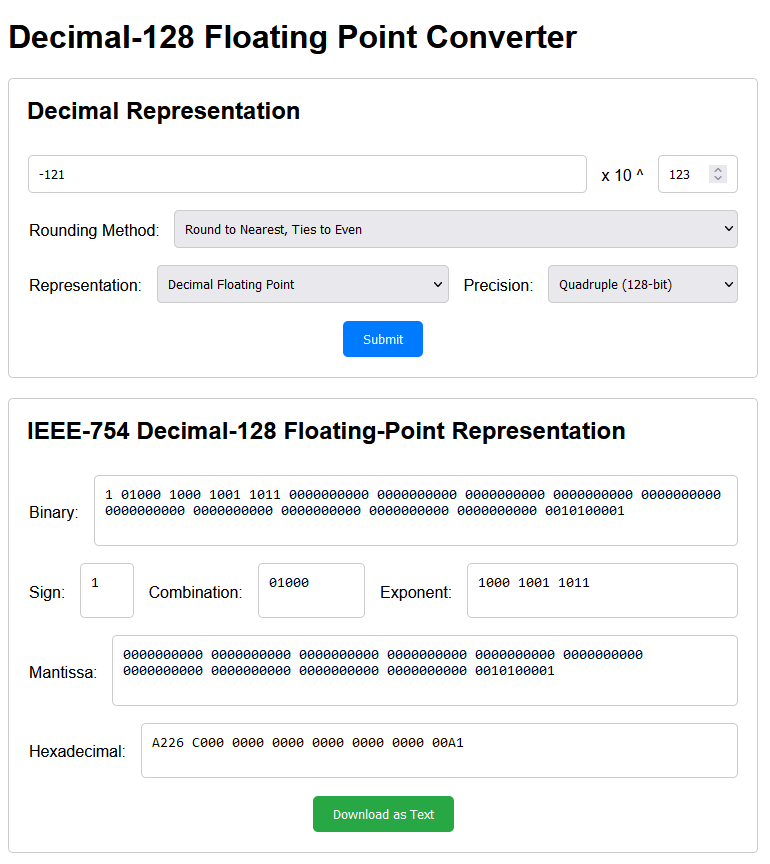 Decimal-128 Floating Point Converter
Decimal Representation
-121 x 10 ^ 123
Rounding Method: Round to Nearest, Ties to Even
Representation: Decimal Floating Point Precision: Quadruple (128-bit)
Submit
IEEE-754 Decimal-128 Floating-Point Representation
Binary: 1 01000 1000 1001 1011 0000000000 0000000000 0000000000 0000000000 0000000000
0000000000 0000000000 0000000000 0000000000 0000000000 0010100001
Sign: 1 Combination: 01000 Exponent: 1000 1001 1011
Mantissa: 0000000000 0000000000 0000000000 0000000000 0000000000 0000000000
0000000000 0000000000 0000000000 0000000000 0010100001
Hexadecimal: A226 C000 0000 0000 0000 0000 0000 00A1
Download as Text